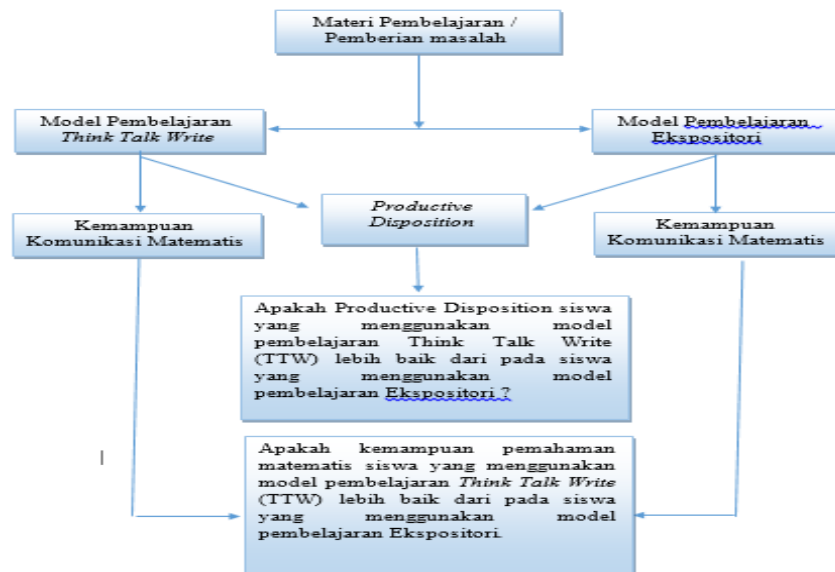 Materi Pembelajaran /
Pemberian masalah
Model Pembelajaran
Think Talk Write
Model Pembelajaran
Ekspositori
Productive
Disposition
Kemampuan
Komunikasi Matematis
Kemampuan
Komunikasi Matematis
Apakah Productive Disposition siswa
yang menggunakan model
pembelajaran Think Talk Write
(TTW) lebih baik dari pada siswa
yang menggunakan model
pembelajaran Ekspositori ?
Apakah kemampuan pemahaman
matematis siswa yang menggunakan
model pembelajaran Think Talk Write
(TTW) lebih baik dari pada siswa
yang menggunakan model
pembelajaran Ekspositori.